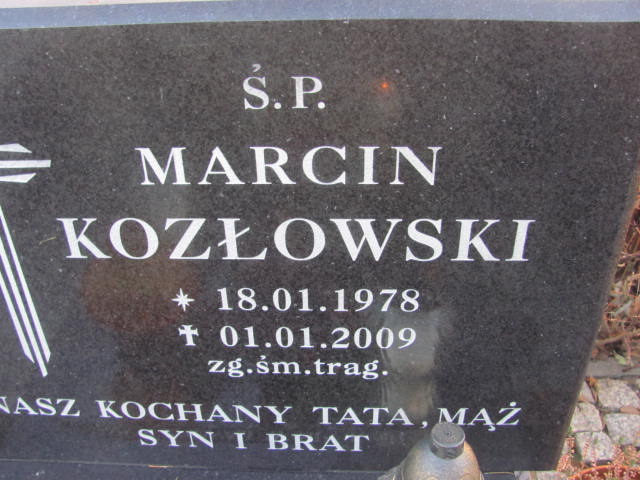 Ś.P.
MARCIN
KOZŁOWSKI
* 18.01.1978
✝ 01.01.2009
zg.śm.trag.
NASZ KOCHANY TATA, MĄŻ
SYN I BRAT